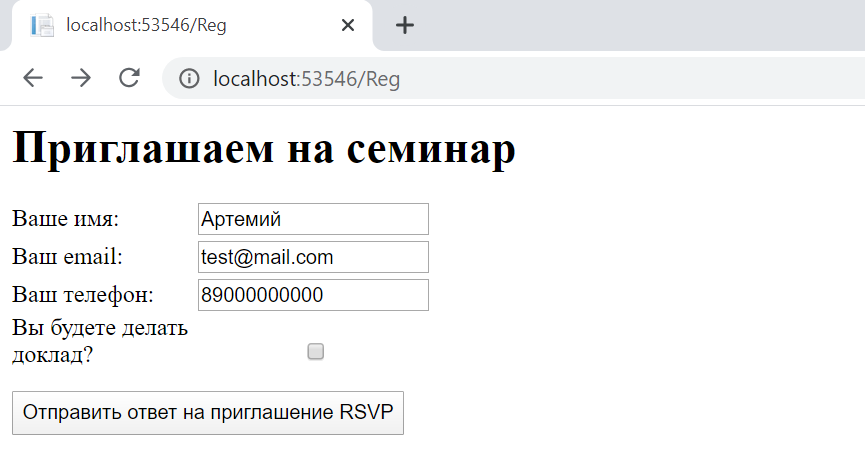 localhost:53546/Reg
localhost:53546/Reg
Приглашаем на семинар
Ваше имя: Артемий
Ваш email: test@mail.com
Ваш телефон: 89000000000
Вы будете делать
доклад?
Отправить ответ на приглашение RSVP